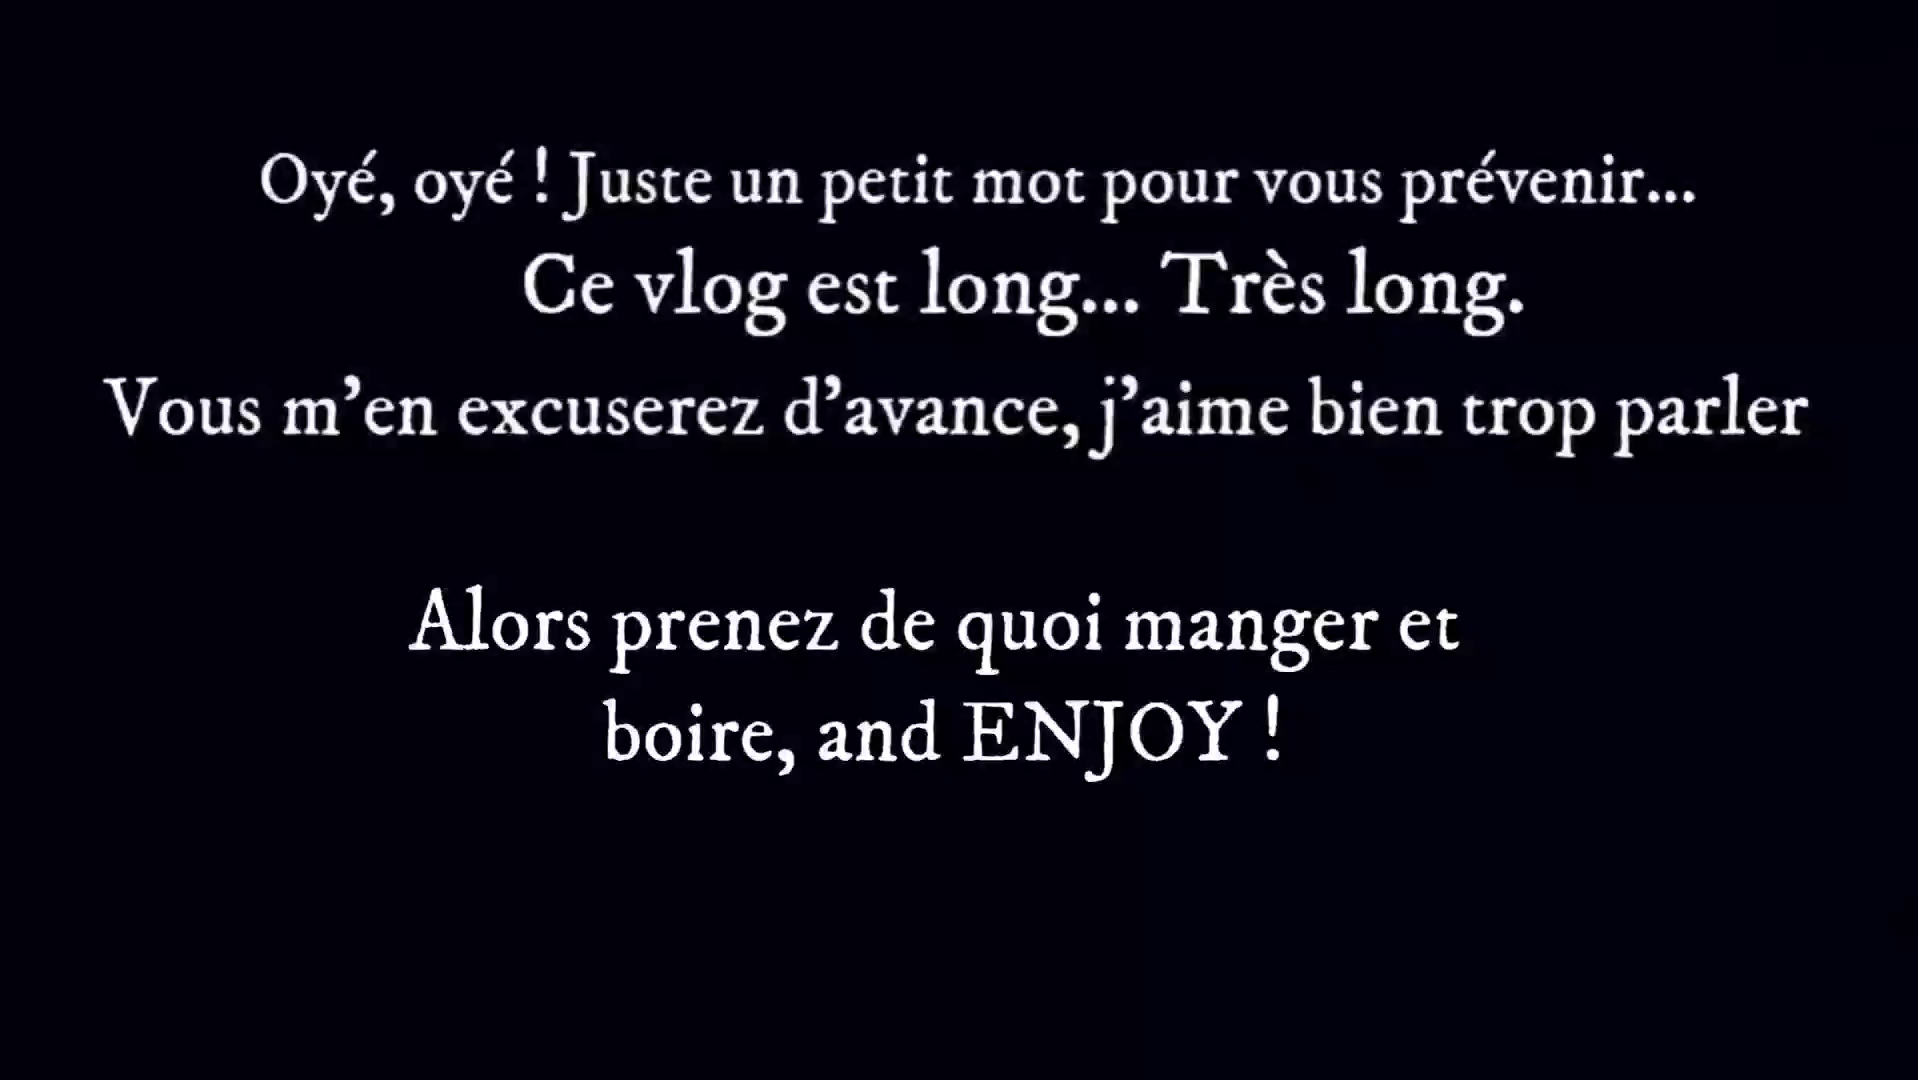 Oyé, oyé ! Juste un petit mot pour vous prévenir...
Ce vlog est long... Très long.
Vous m'en excuserez d'avance, j'aime bien trop parler
Alors prenez de quoi manger et
boire, and ENJOY !